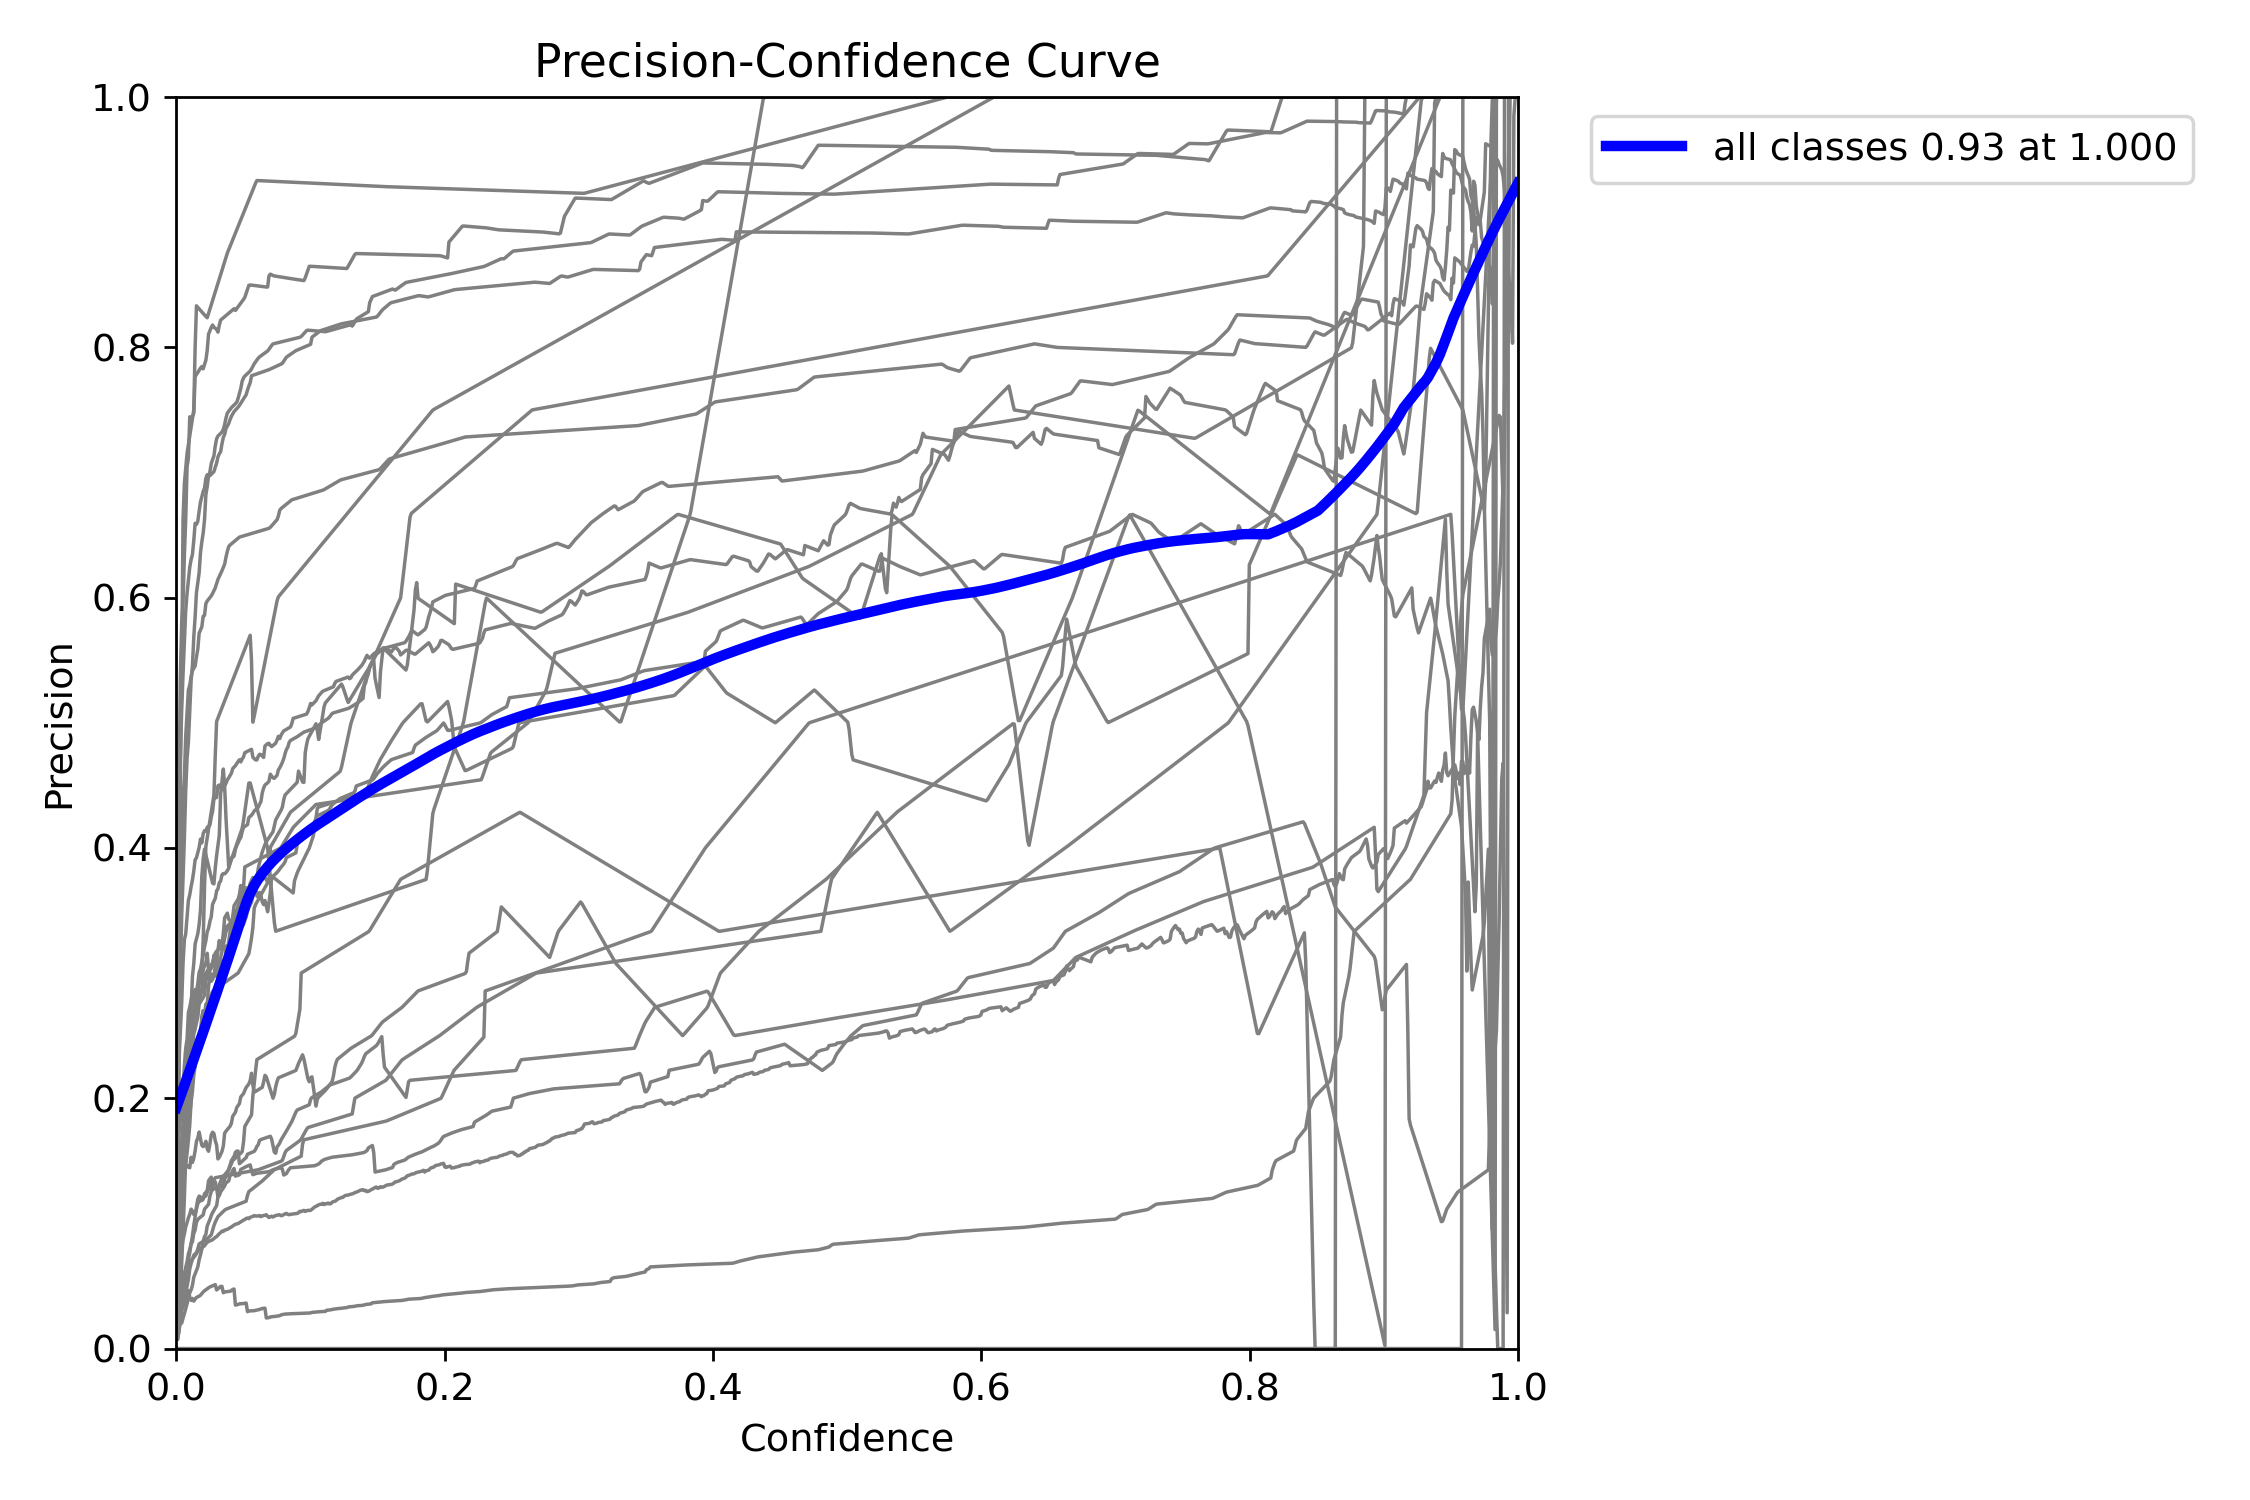 Precision-Confidence Curve
all classes 0.93 at 1.000
1.0
0.8
0.6
0.4
0.2
0.0
Precision
0.0 0.2 0.4 0.6 0.8 1.0
Confidence